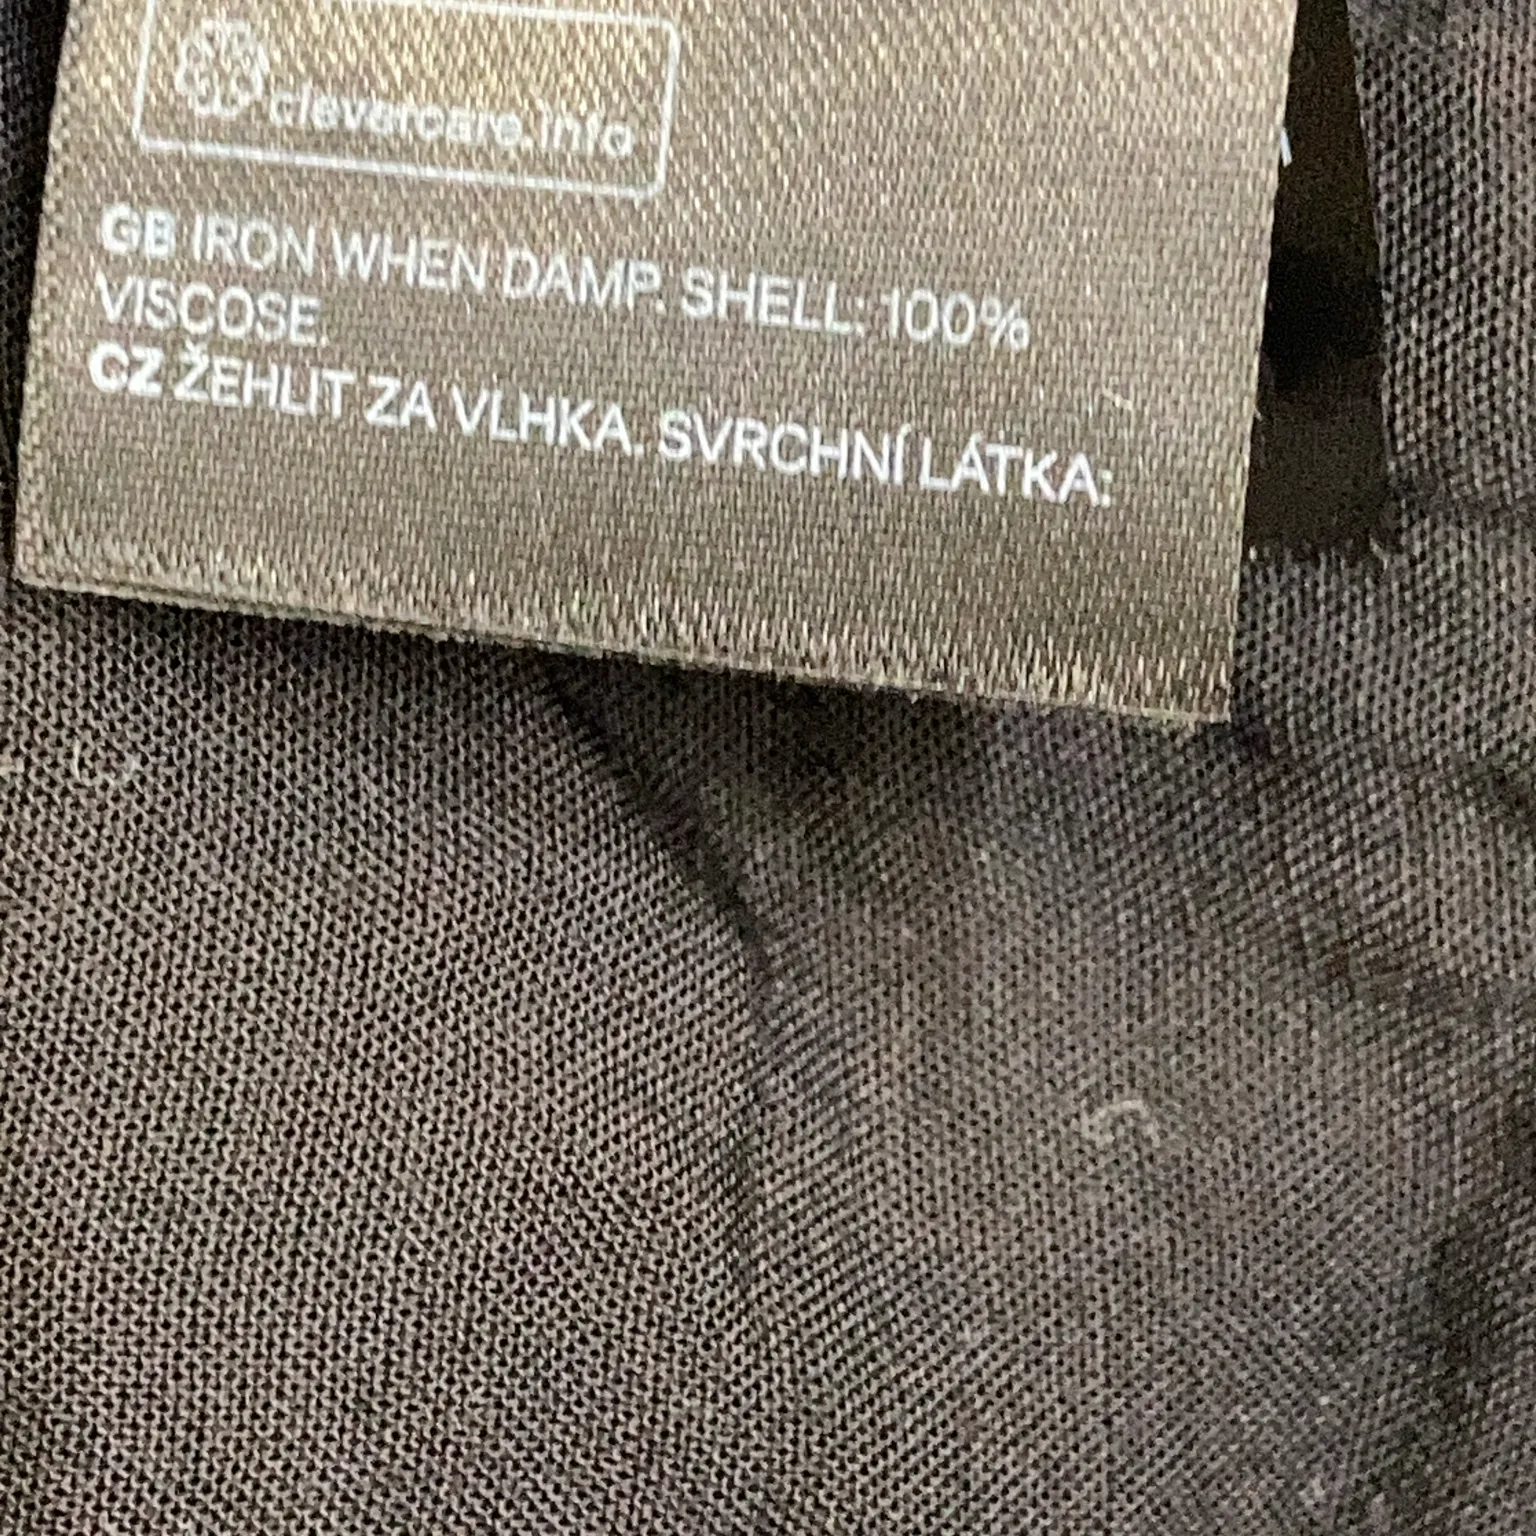 clevercare.info
GB IRON WHEN DAMP. SHELL: 100%
VISCOSE.
CZ ŽEHLIT ZA VLHKA. SVRCHNÍ LÁTKA: